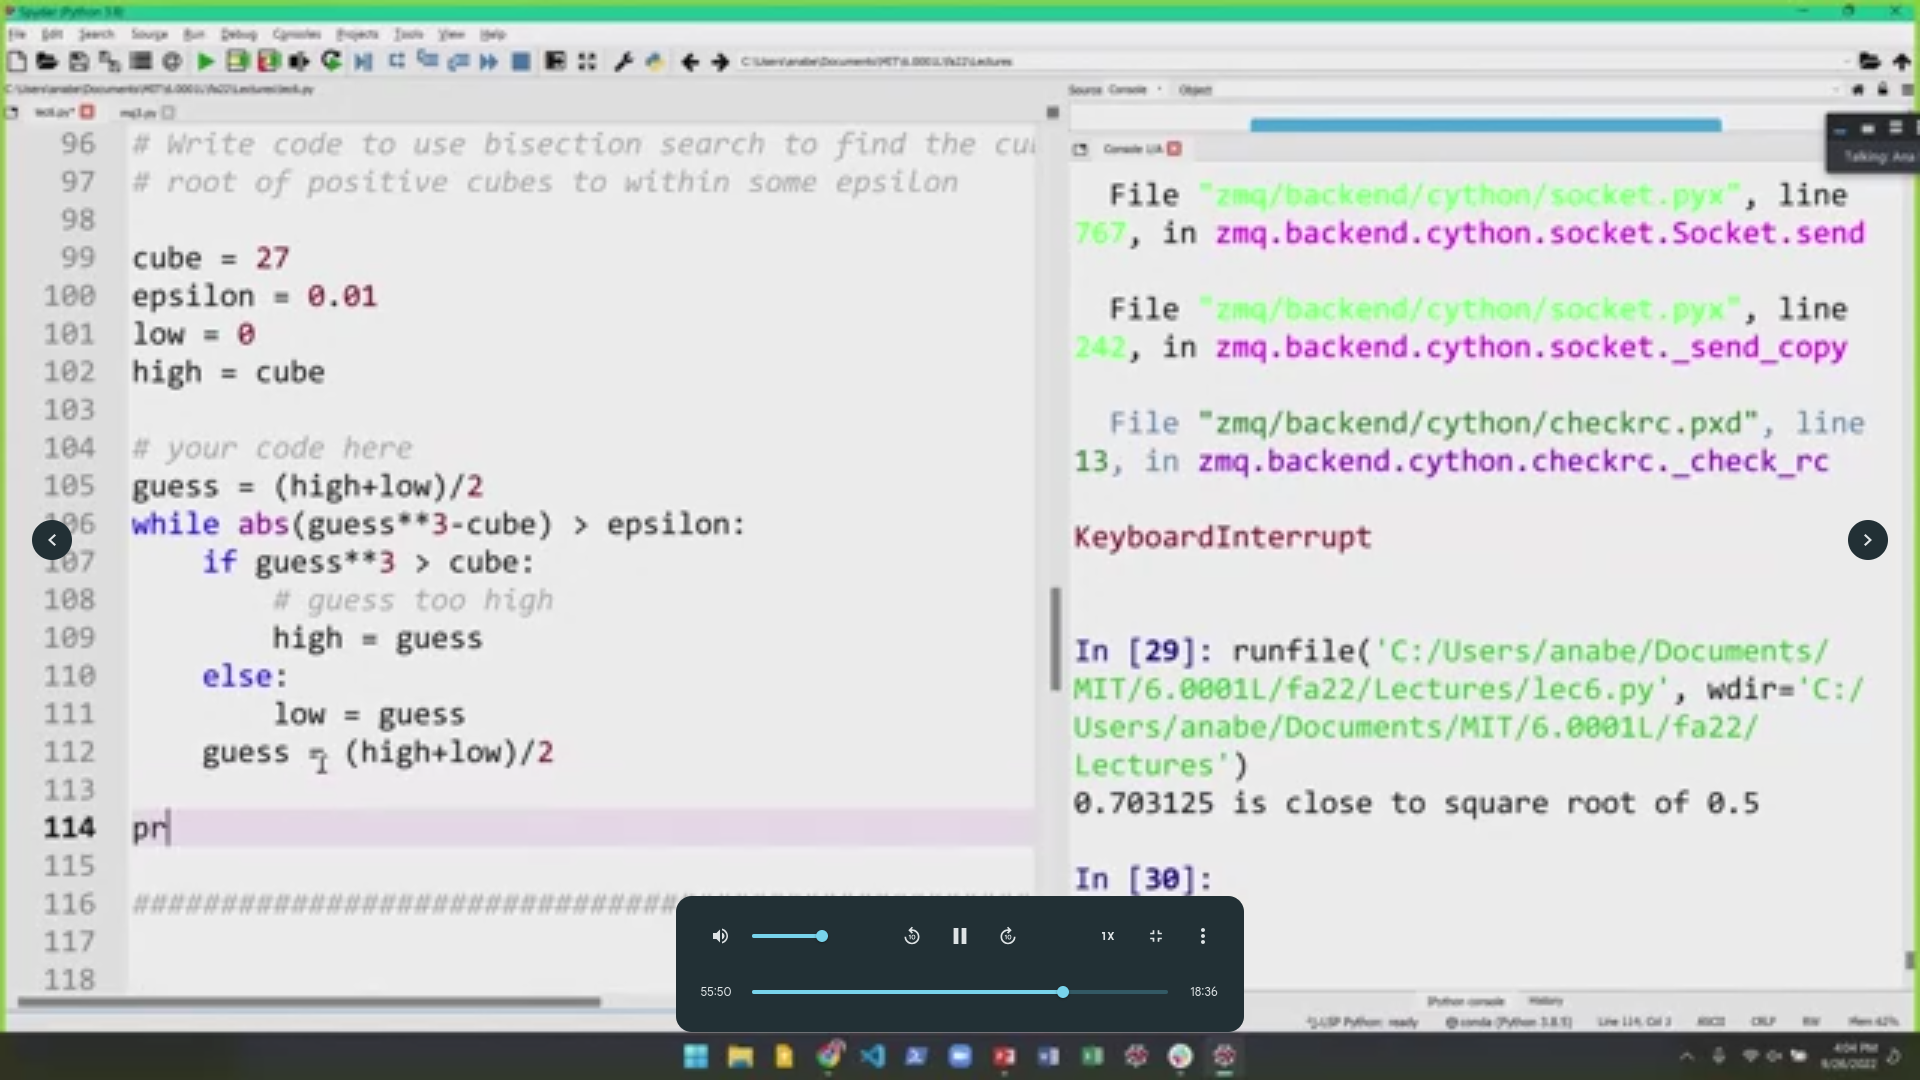 Spyder (Python 3.8)
File Edit Search Source Run Debug Consoles Projects Tools View Help
C:\Users\anabe\Documents\MIT\6.0001L\fa22\Lectures
C:\Users\anabe\Documents\MIT\6.0001L\fa22\Lectures\lec6.py
lec6.py*
Source Console Object
96 # Write code to use bisection search to find the cu
97 # root of positive cubes to within some epsilon
98
99 cube = 27
100 epsilon = 0.01
101 low = 0
102 high = cube
103
104 # your code here
105 guess = (high+low)/2
106 while abs(guess**3-cube) > epsilon:
107 if guess**3 > cube:
108 # guess too high
109 high = guess
110 else:
111 low = guess
112 guess = (high+low)/2
113
114 pr
115
116 ####################################################
117
118
Console 1/A
Talking: Ana
File "zmq/backend/cython/socket.pyx", line
767, in zmq.backend.cython.socket.Socket.send
File "zmq/backend/cython/socket.pyx", line
242, in zmq.backend.cython.socket._send_copy
File "zmq/backend/cython/checkrc.pxd", line
13, in zmq.backend.cython.checkrc._check_rc
KeyboardInterrupt
In [29]: runfile('C:/Users/anabe/Documents/
MIT/6.0001L/fa22/Lectures/lec6.py', wdir='C:/
Users/anabe/Documents/MIT/6.0001L/fa22/
Lectures')
0.703125 is close to square root of 0.5
In [30]:
10 10 1X
55:50 18:36
IPython console History
LSP Python: ready conda (Python 3.8.5) Line 114, Col 3 ASCII CRLF RW Mem 62%
4:04 PM
9/26/2022